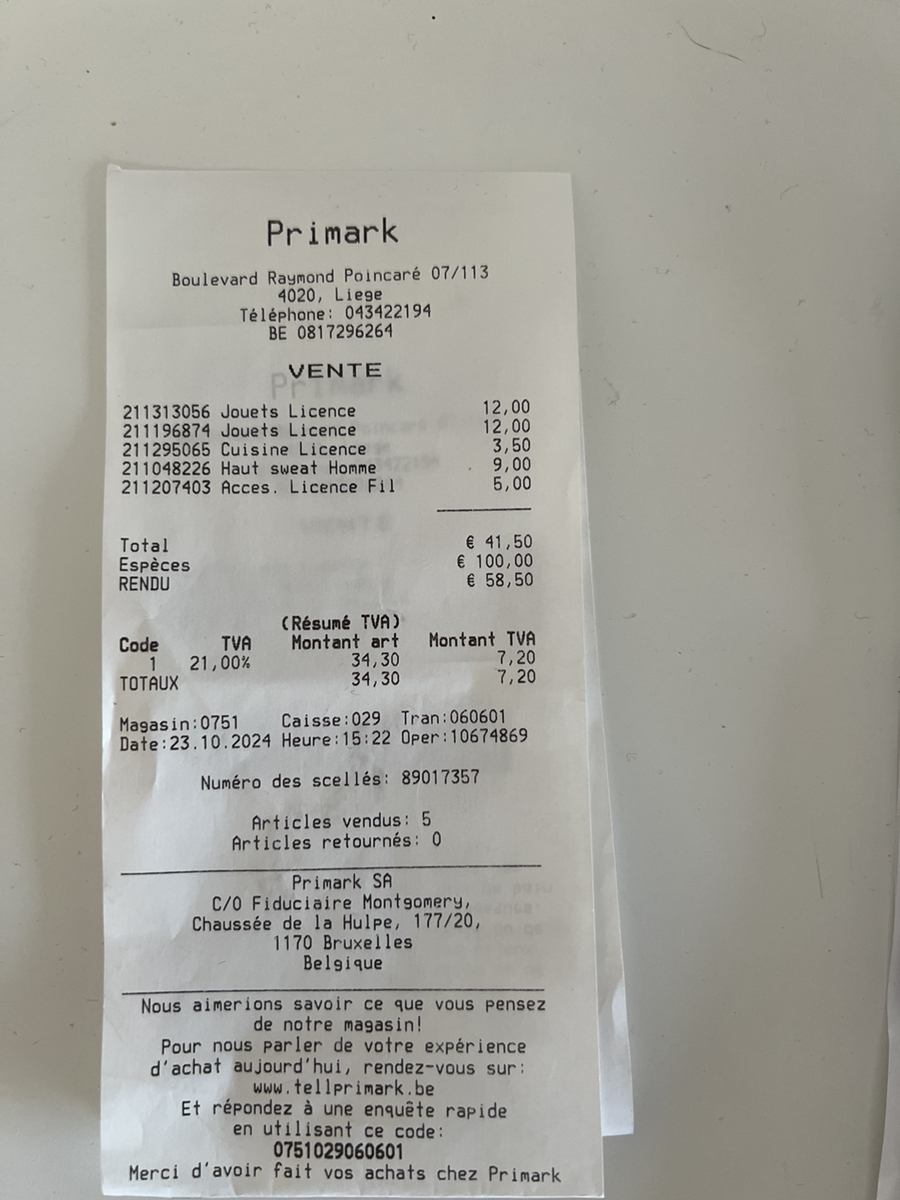 Primark
Boulevard Raymond Poincaré 07/113
4020, Liege
Téléphone: 043422194
BE 0817296264
VENTE
211313056 Jouets Licence 12,00
211196874 Jouets Licence 12,00
211295065 Cuisine Licence 3,50
211048226 Haut sweat Homme 9,00
211207403 Acces. Licence Fil 5,00
Total € 41,50
Espèces € 100,00
RENDU € 58,50
(Résumé TVA)
Code TVA Montant art Montant TVA
1 21,00% 34,30 7,20
TOTAUX 34,30 7,20
Magasin:0751 Caisse:029 Tran:060601
Date:23.10.2024 Heure:15:22 Oper:10674869
Numéro des scellés: 89017357
Articles vendus: 5
Articles retournés: 0
Primark SA
C/O Fiduciaire Montgomery,
Chaussée de la Hulpe, 177/20,
1170 Bruxelles
Belgique
Nous aimerions savoir ce que vous pensez
de notre magasin!
Pour nous parler de votre expérience
d'achat aujourd'hui, rendez-vous sur:
www.tellprimark.be
Et répondez à une enquête rapide
en utilisant ce code:
0751029060601
Merci d'avoir fait vos achats chez Primark